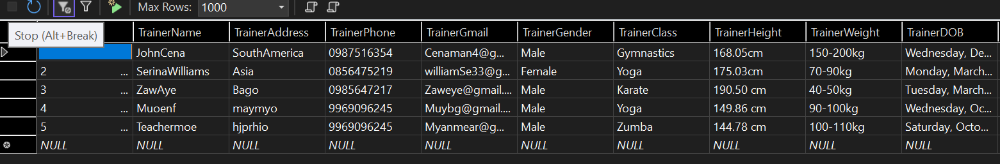 Max Rows: 1000
Stop (Alt+Break)
TrainerName TrainerAddress TrainerPhone TrainerGmail TrainerGender TrainerClass TrainerHeight TrainerWeight TrainerDOB
JohnCena SouthAmerica 0987516354 Cenaman4@g... Male Gymnastics 168.05cm 150-200kg Wednesday, De...
2 ... SerinaWilliams Asia 0856475219 williamSe33@g... Female Yoga 175.03cm 70-90kg Monday, March...
3 ... ZawAye Bago 0985647217 Zaweye@gmail.... Male Karate 190.50 cm 40-50kg Tuesday, March...
4 ... Muoenf maymyo 9969096245 Muybg@gmail.... Male Yoga 149.86 cm 90-100kg Wednesday, Oc...
5 ... Teachermoe hjprhio 9969096245 Myanmear@g... Male Zumba 144.78 cm 100-110kg Saturday, Octo...
NULL NULL NULL NULL NULL NULL NULL NULL NULL NULL